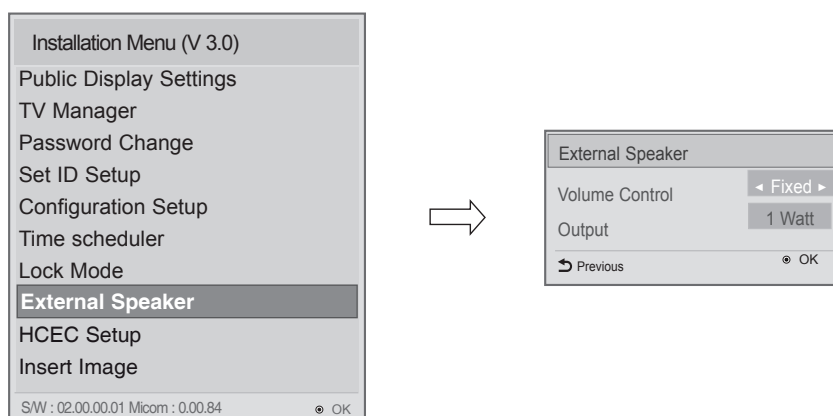 Installation Menu (V 3.0)
Public Display Settings
TV Manager
Password Change
Set ID Setup
Configuration Setup
Time scheduler
Lock Mode
External Speaker
HCEC Setup
Insert Image
S/W : 02.00.00.01 Micom : 0.00.84 ◉ OK
External Speaker
Volume Control ◄ Fixed ►
Output 1 Watt
⮌ Previous ◉ OK